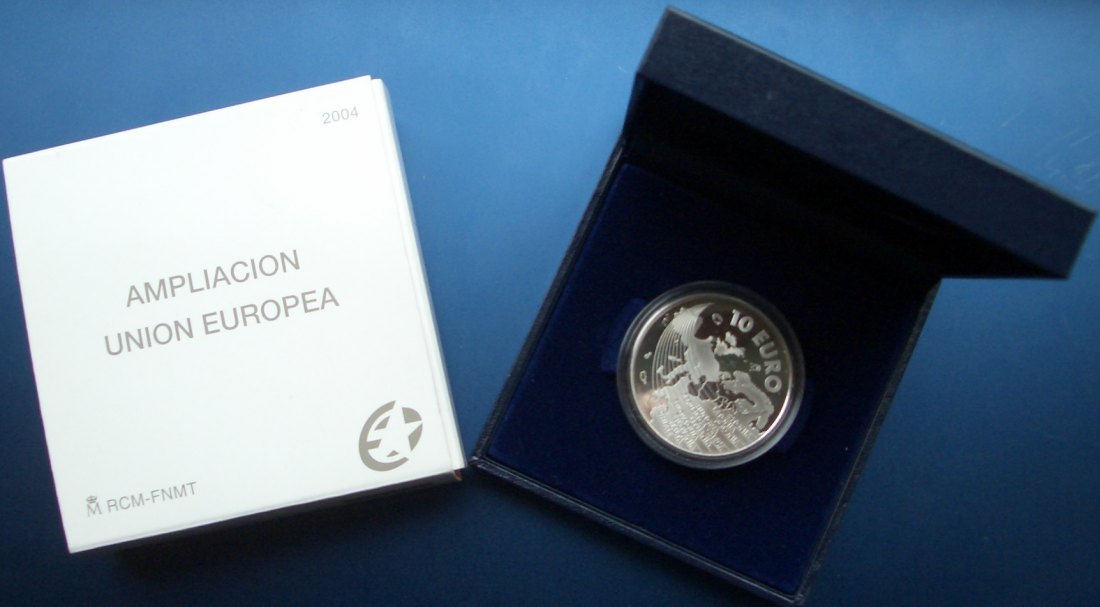 2004
AMPLIACION
UNION EUROPEA
RCM-FNMT
10 EURO